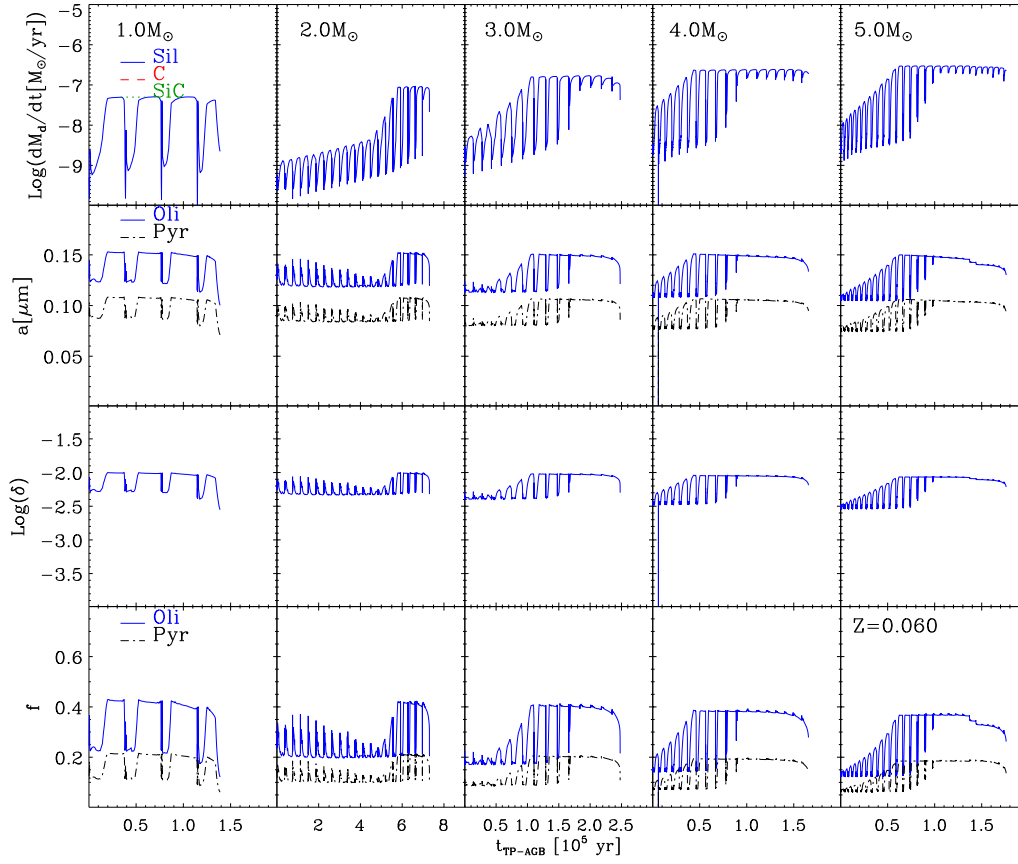 1.0M⊙ 2.0M⊙ 3.0M⊙ 4.0M⊙ 5.0M⊙
Sil
C
SiC
Log(dM_d/dt[M⊙/yr])
−5
−6
−7
−8
−9
Oli
Pyr
a[μm]
0.15
0.10
0.05
Log(δ)
−1.5
−2.0
−2.5
−3.0
−3.5
Oli
Pyr
Z=0.060
f
0.6
0.4
0.2
0.5 1.0 1.5 2 4 6 8 0.5 1.0 1.5 2.0 2.5 0.5 1.0 1.5 0.5 1.0 1.5
t_TP−AGB [10^5 yr]